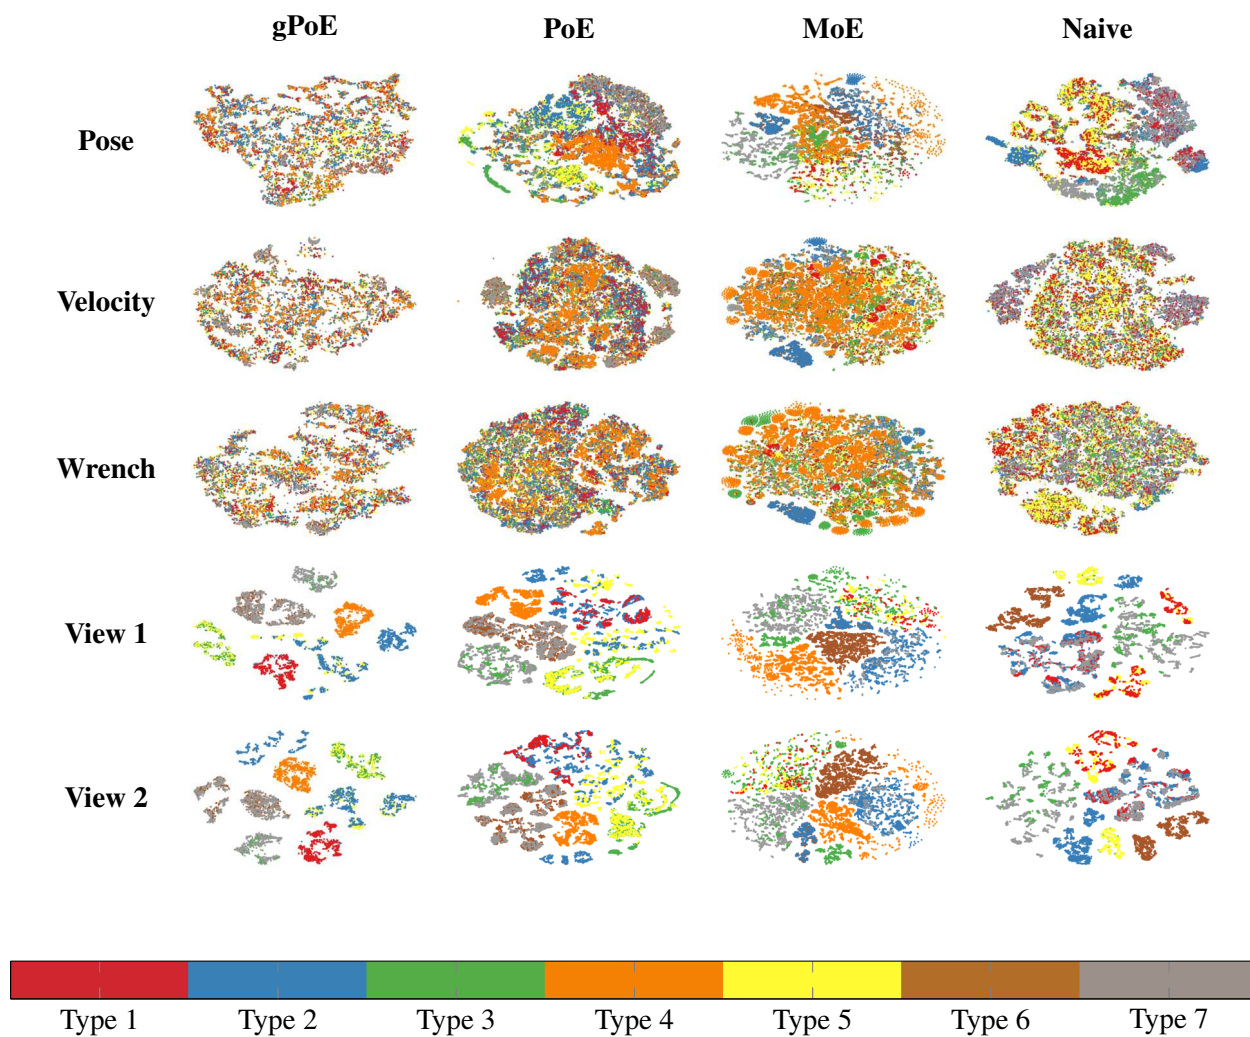 gPoE PoE MoE Naive
Pose
Velocity
Wrench
View 1
View 2
Type 1 Type 2 Type 3 Type 4 Type 5 Type 6 Type 7